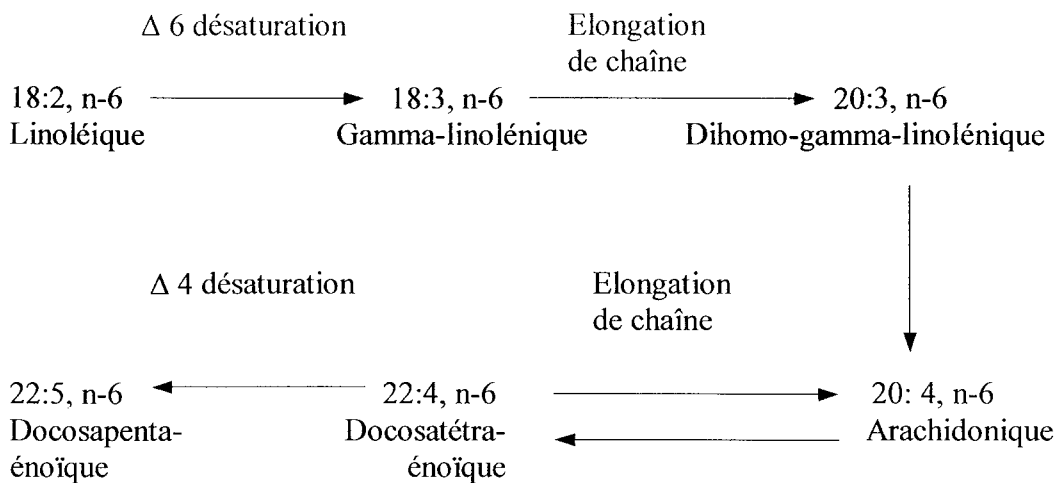 Δ 6 désaturation
Elongation
de chaîne
18:2, n-6
Linoléique
18:3, n-6
Gamma-linolénique
20:3, n-6
Dihomo-gamma-linolénique
Δ 4 désaturation
Elongation
de chaîne
22:5, n-6
Docosapenta-
énoïque
22:4, n-6
Docosatétra-
énoïque
20: 4, n-6
Arachidonique